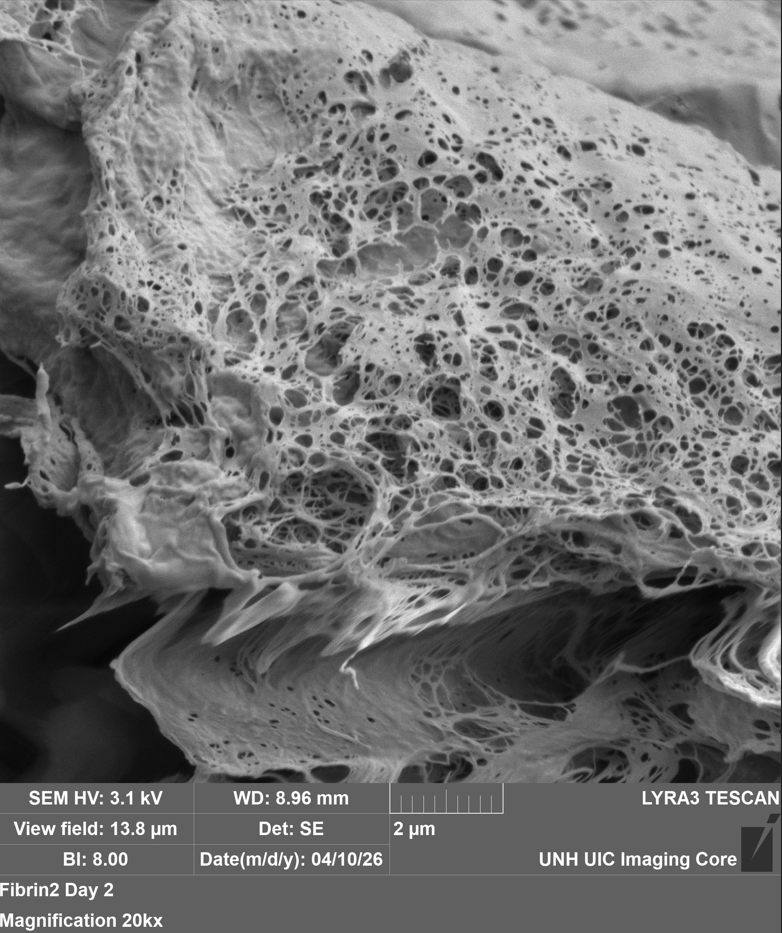 SEM HV: 3.1 kV WD: 8.96 mm LYRA3 TESCAN
View field: 13.8 µm Det: SE 2 µm
BI: 8.00 Date(m/d/y): 04/10/26 UNH UIC Imaging Core
Fibrin2 Day 2
Magnification 20kx